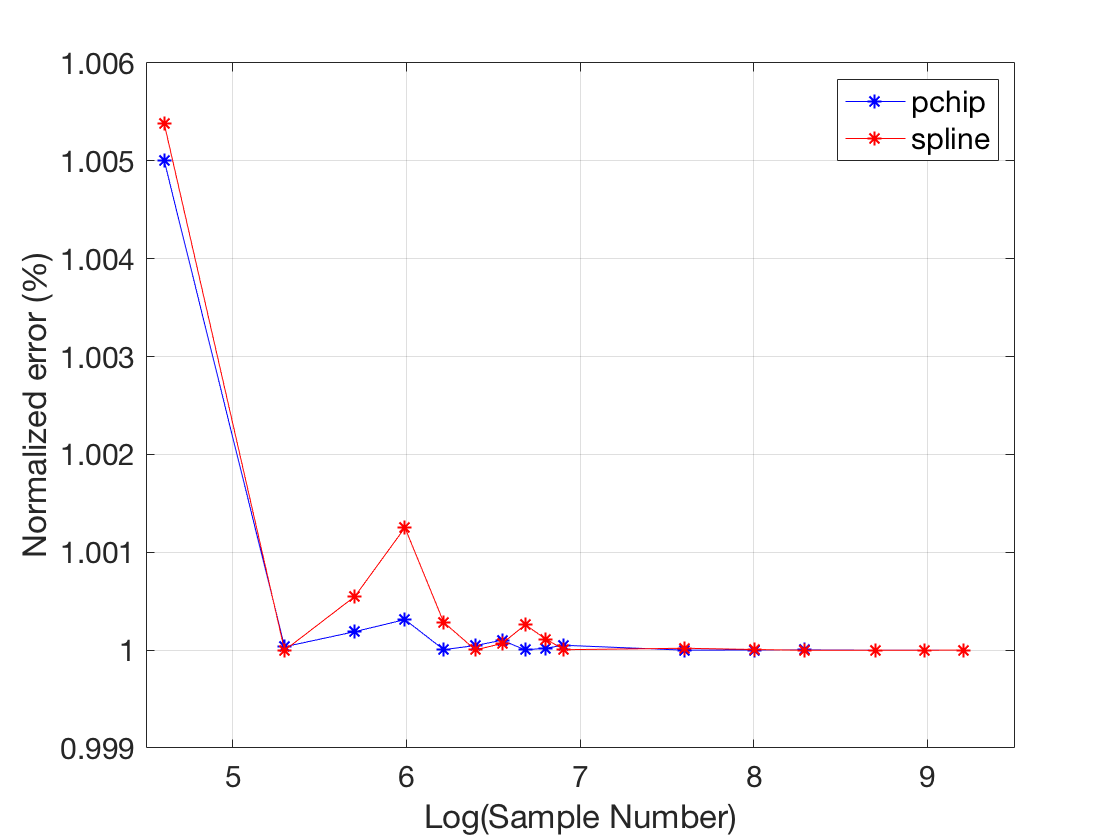 1.006
1.005
1.004
1.003
1.002
1.001
1
0.999
Normalized error (%)
pchip
spline
5 6 7 8 9
Log(Sample Number)